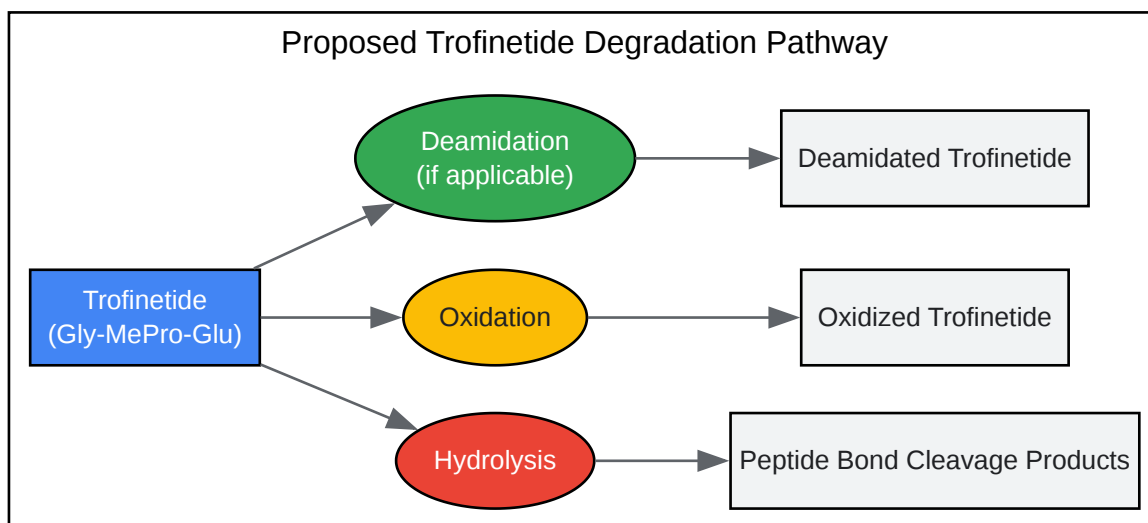 Proposed Trofinetide Degradation Pathway
Deamidation
(if applicable)
Deamidated Trofinetide
Trofinetide
(Gly-MePro-Glu)
Oxidation
Oxidized Trofinetide
Hydrolysis
Peptide Bond Cleavage Products